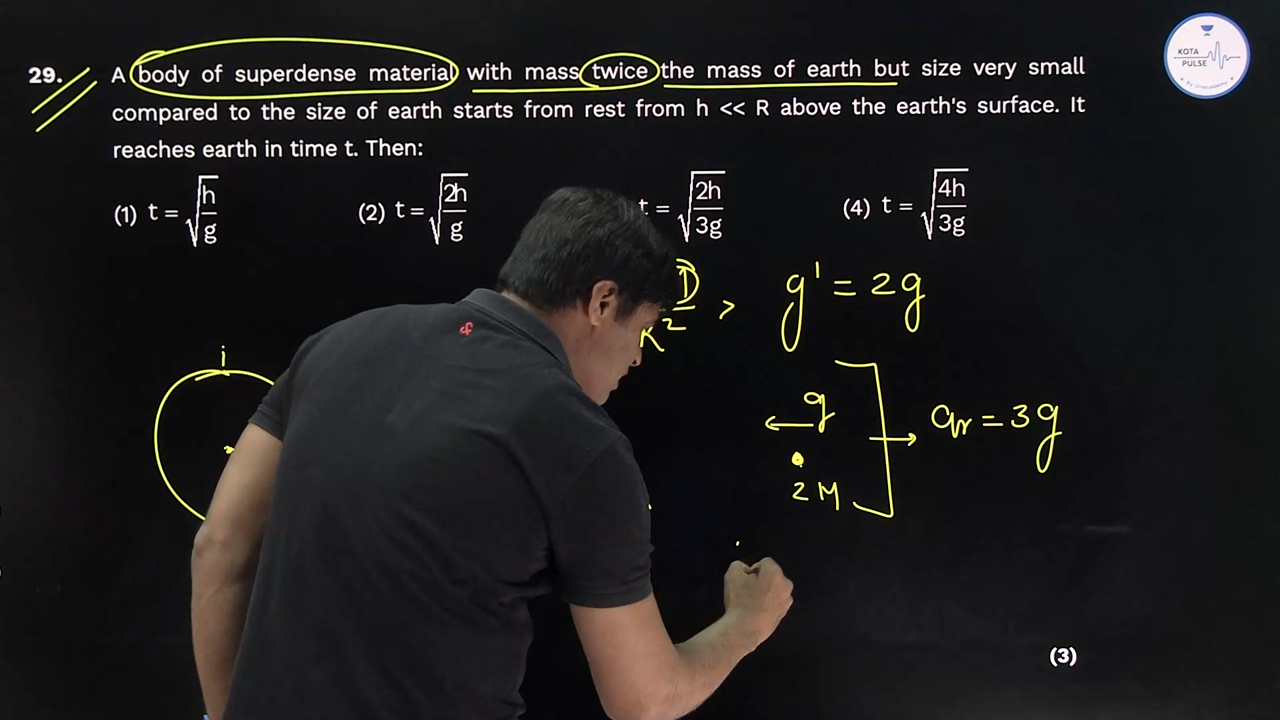 29. A body of superdense material with mass twice the mass of earth but size very small
compared to the size of earth starts from rest from h << R above the earth's surface. It
reaches earth in time t. Then:
(1) t = √(h/g) (2) t = √(2h/g) t = √(2h/3g) (4) t = √(4h/3g)
KOTA
PULSE
g' = 2g
g
2M
aᵣ = 3g
(3)